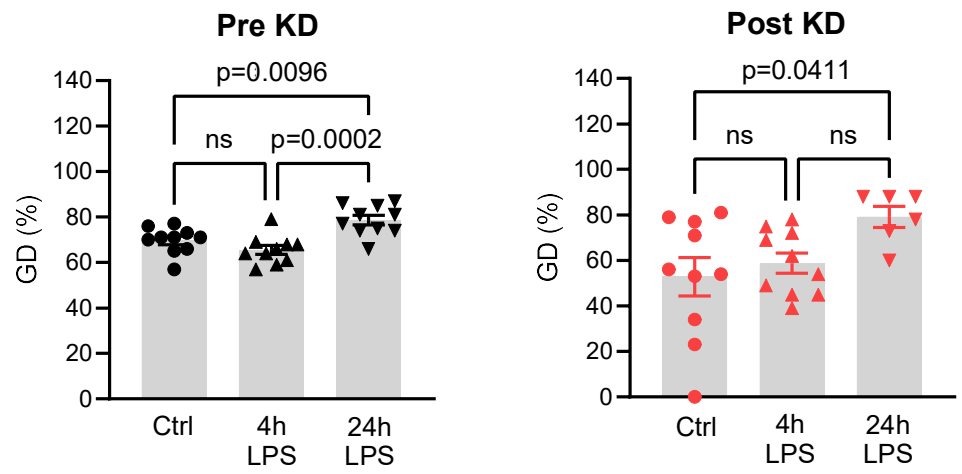 Pre KD
p=0.0096
ns
p=0.0002
GD (%)
140
120
100
80
60
40
20
0
Ctrl
4h
LPS
24h
LPS
Post KD
p=0.0411
ns
ns
GD (%)
140
120
100
80
60
40
20
0
Ctrl
4h
LPS
24h
LPS